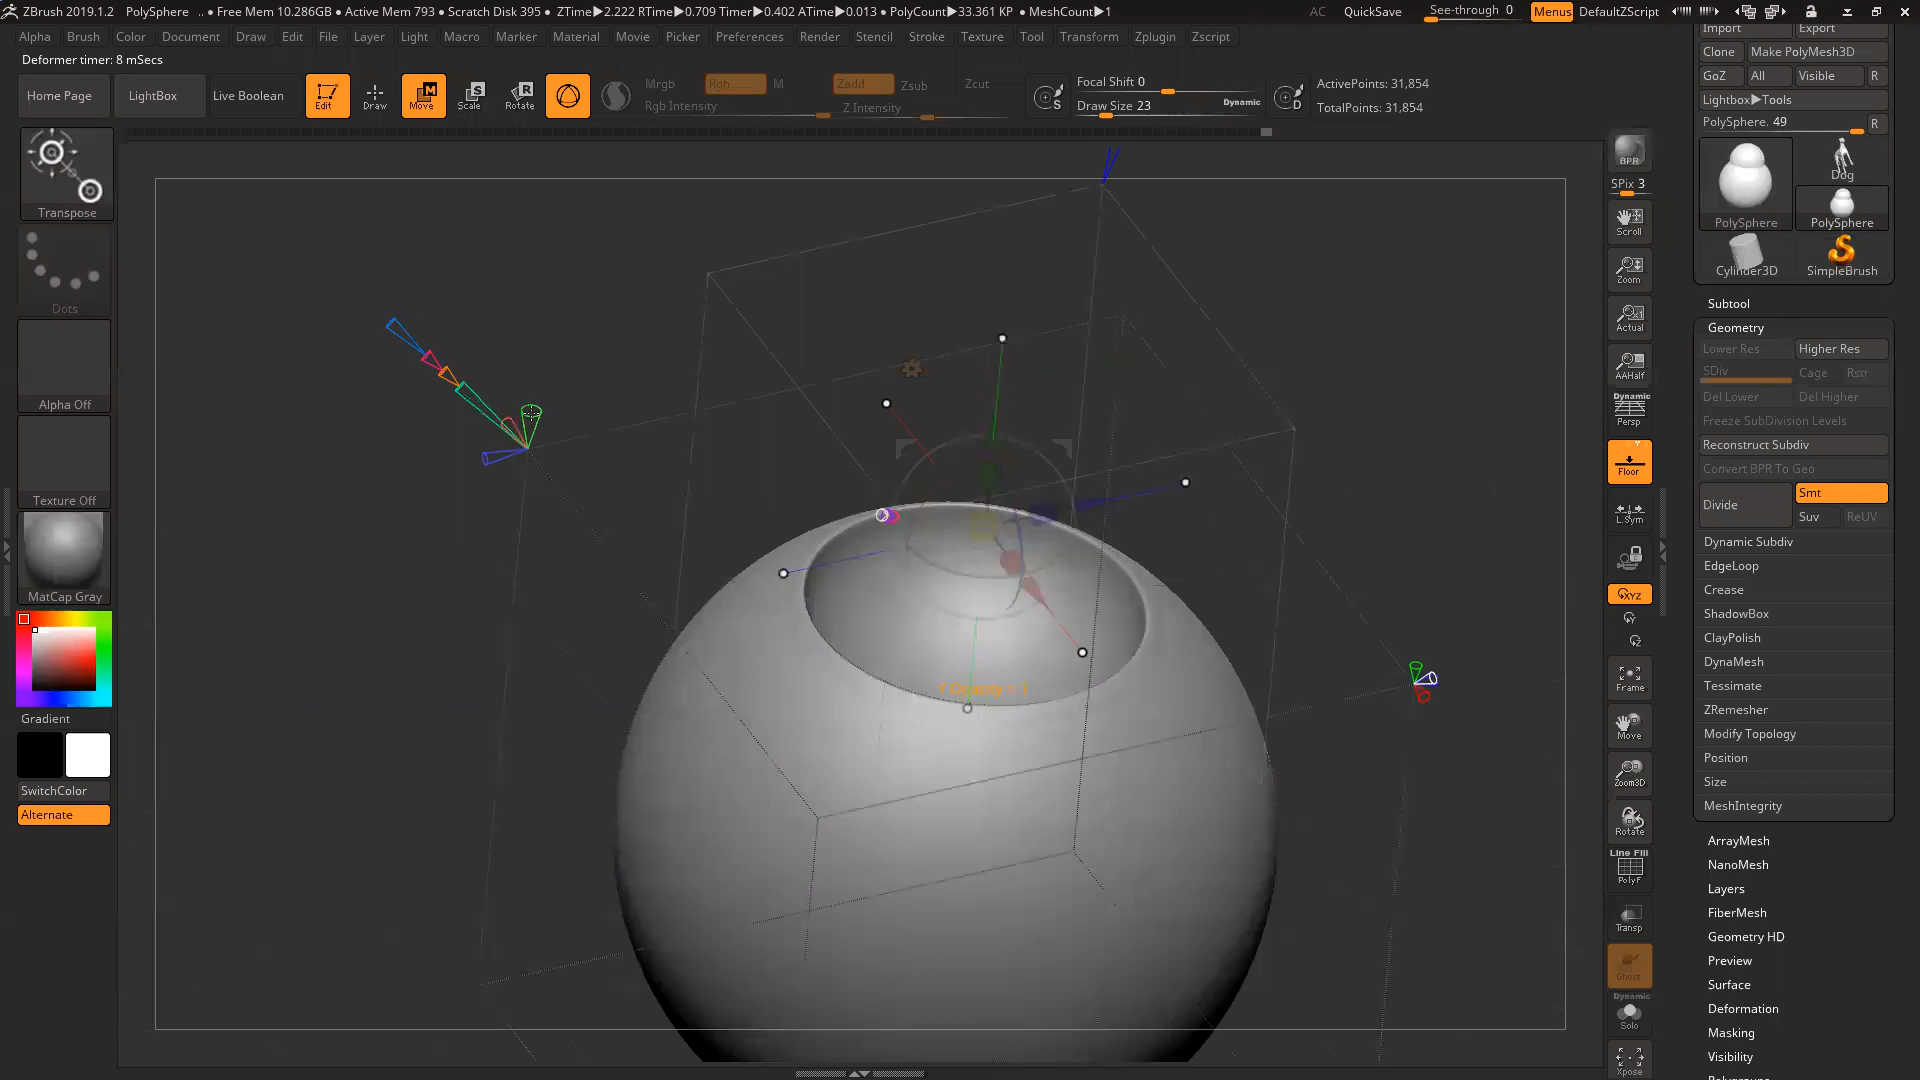 ZBrush 2019.1.2 PolySphere .. • Free Mem 10.286GB • Active Mem 793 • Scratch Disk 395 • ZTime▶2.222 RTime▶0.709 Timer▶0.402 ATime▶0.013 • PolyCount▶33.361 KP • MeshCount▶1 AC QuickSave See-through 0 Menus DefaultZScript
Alpha Brush Color Document Draw Edit File Layer Light Macro Marker Material Movie Picker Preferences Render Stencil Stroke Texture Tool Transform Zplugin Zscript
Deformer timer: 8 mSecs
Home Page LightBox Live Boolean Edit Draw Move Scale Rotate
Mrgb Rgb M Zadd Zsub Zcut
Rgb Intensity Z Intensity
S Focal Shift 0
Draw Size 23 Dynamic D
ActivePoints: 31,854
TotalPoints: 31,854
Transpose
Dots
Alpha Off
Texture Off
MatCap Gray
Gradient
SwitchColor
Alternate
Y Opacity = 1
BPR
SPix 3
Scroll
Zoom
Actual
AAHalf
Dynamic
Persp
Floor
L.Sym
XYZ
Y
Z
Frame
Move
Zoom3D
Rotate
Line Fill
PolyF
Transp
Ghost
Dynamic
Solo
Xpose
Import Export
Clone Make PolyMesh3D
GoZ All Visible R
Lightbox▶Tools
PolySphere. 49 R
PolySphere Dog
PolySphere
Cylinder3D SimpleBrush
Subtool
Geometry
Lower Res Higher Res
SDiv Cage Rstr
Del Lower Del Higher
Freeze SubDivision Levels
Reconstruct Subdiv
Convert BPR To Geo
Divide Smt
Suv ReUV
Dynamic Subdiv
EdgeLoop
Crease
ShadowBox
ClayPolish
DynaMesh
Tessimate
ZRemesher
Modify Topology
Position
Size
MeshIntegrity
ArrayMesh
NanoMesh
Layers
FiberMesh
Geometry HD
Preview
Surface
Deformation
Masking
Visibility
Polygroups